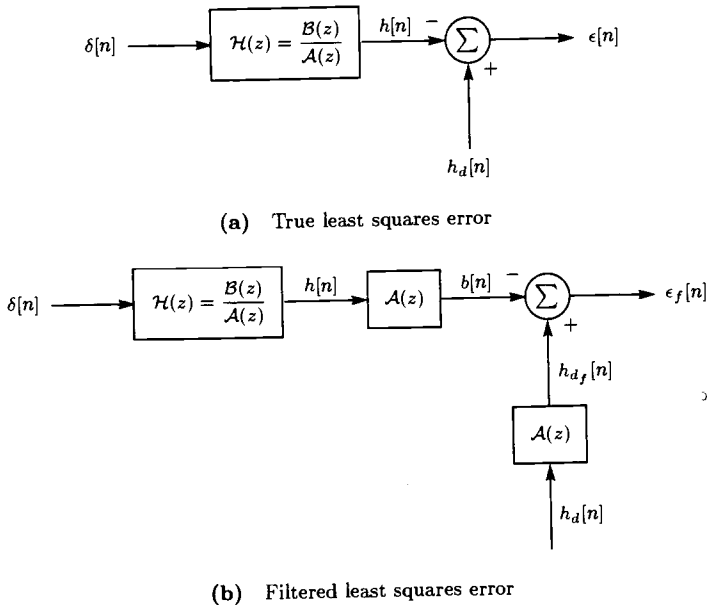 δ[n]
ℋ(z) = ℬ(z)/𝒜(z)
h[n]
−
Σ
ϵ[n]
+
h_d[n]
(a) True least squares error
δ[n]
ℋ(z) = ℬ(z)/𝒜(z)
h[n]
𝒜(z)
b[n]
−
Σ
ϵ_f[n]
+
h_{d_f}[n]
𝒜(z)
h_d[n]
(b) Filtered least squares error